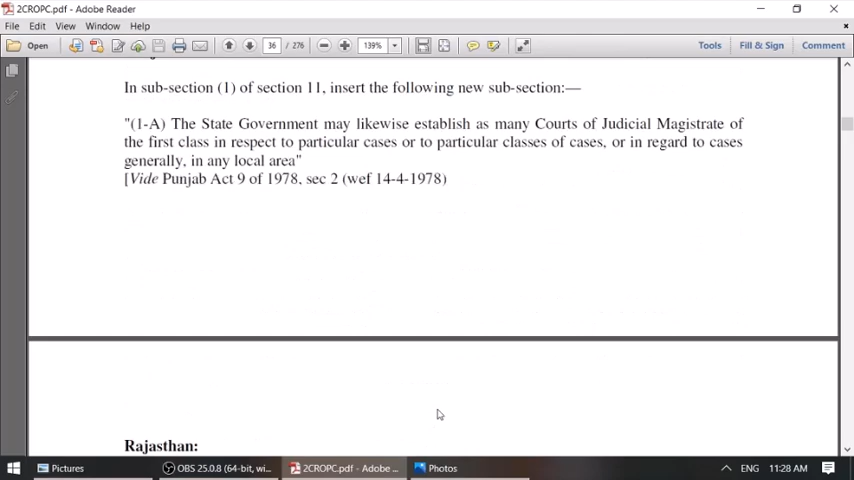 2CROPC.pdf - Adobe Reader
File Edit View Window Help
Open 36 / 276 139% Tools Fill & Sign Comment
In sub-section (1) of section 11, insert the following new sub-section:—
"(1-A) The State Government may likewise establish as many Courts of Judicial Magistrate of
the first class in respect to particular cases or to particular classes of cases, or in regard to cases
generally, in any local area"
[Vide Punjab Act 9 of 1978, sec 2 (wef 14-4-1978)
Rajasthan:
Pictures OBS 25.0.8 (64-bit, wi... 2CROPC.pdf - Adobe ... Photos ENG 11:28 AM